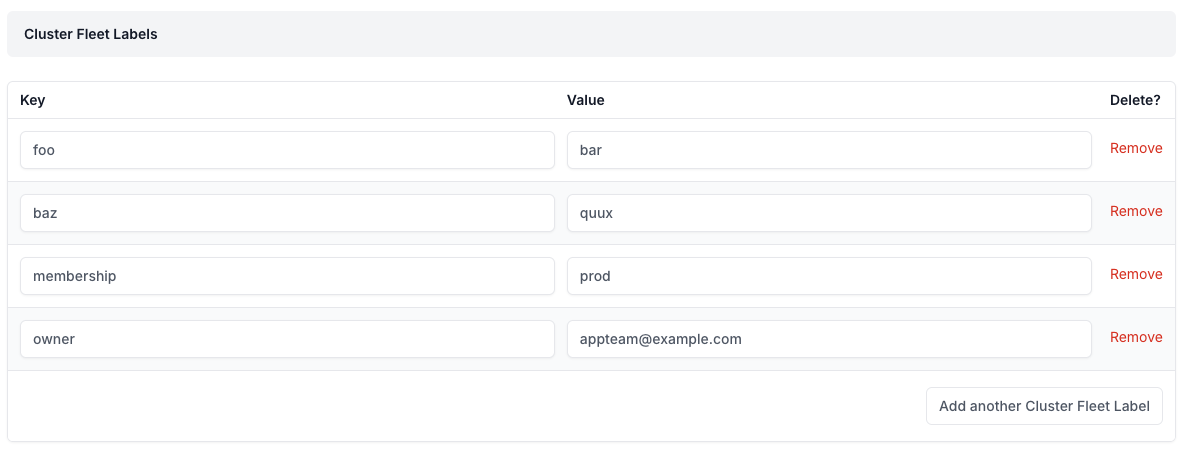 Cluster Fleet Labels
Key Value Delete?
foo bar Remove
baz quux Remove
membership prod Remove
owner appteam@example.com Remove
Add another Cluster Fleet Label